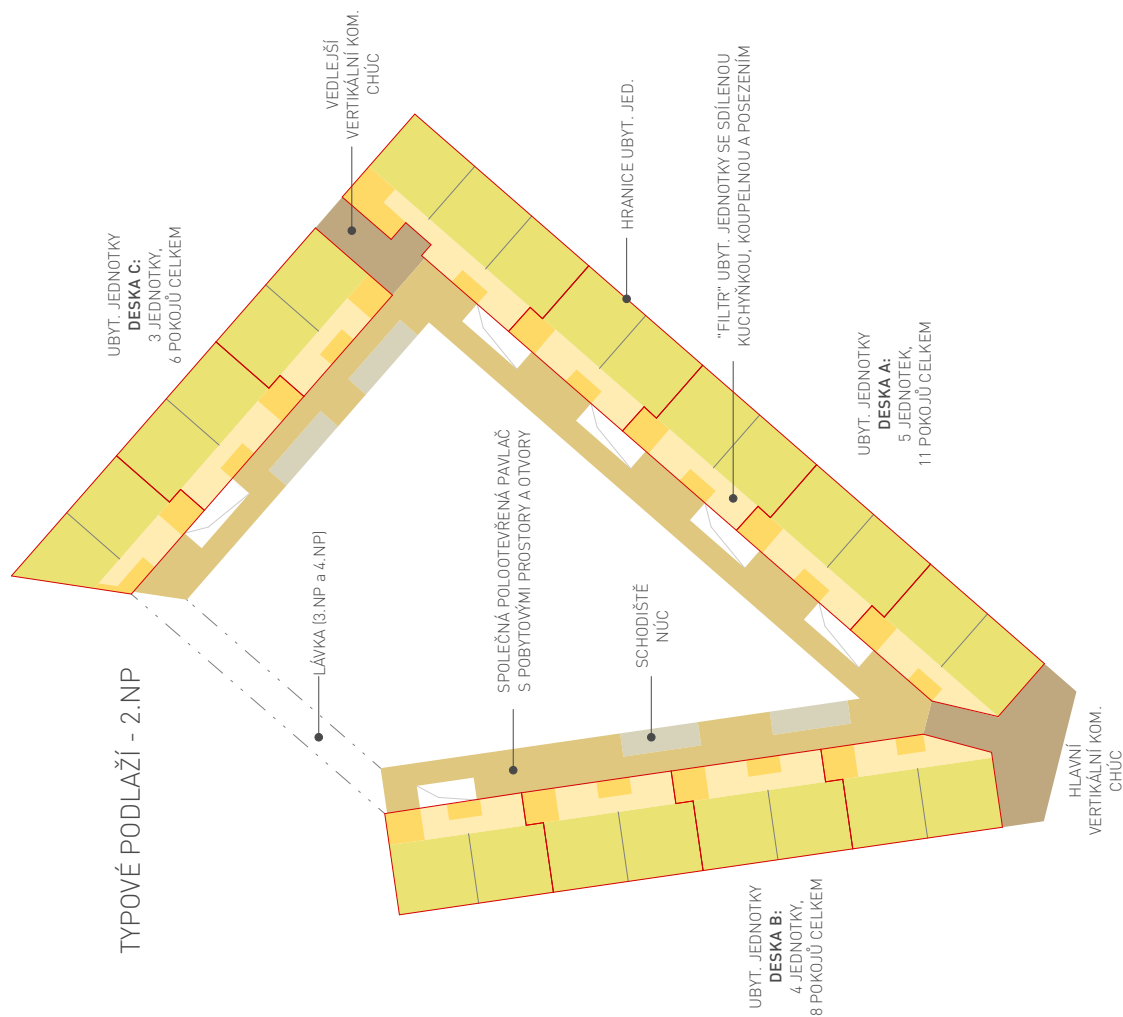 TYPOVÉ PODLAŽÍ - 2.NP
UBYT. JEDNOTKY
DESKA C:
3 JEDNOTKY,
6 POKOJŮ CELKEM
VEDLEJŠÍ
VERTIKÁLNÍ KOM.
CHÚC
LÁVKA (3.NP a 4.NP)
SPOLEČNÁ POLOOTEVŘENÁ PAVLAČ
S POBYTOVÝMI PROSTORY A OTVORY
SCHODIŠTĚ
NÚC
HRANICE UBYT. JED.
"FILTR" UBYT. JEDNOTKY SE SDÍLENOU
KUCHYŇKOU, KOUPELNOU A POSEZENÍM
UBYT. JEDNOTKY
DESKA B:
4 JEDNOTKY,
8 POKOJŮ CELKEM
HLAVNÍ
VERTIKÁLNÍ KOM.
CHÚC
UBYT. JEDNOTKY
DESKA A:
5 JEDNOTEK,
11 POKOJŮ CELKEM